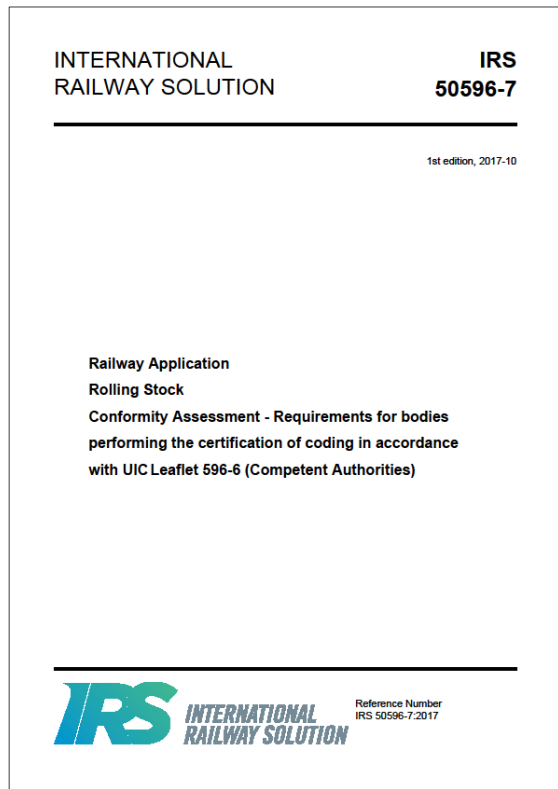 INTERNATIONAL
RAILWAY SOLUTION
IRS
50596-7
1st edition, 2017-10
Railway Application
Rolling Stock
Conformity Assessment - Requirements for bodies
performing the certification of coding in accordance
with UIC Leaflet 596-6 (Competent Authorities)
IRS
INTERNATIONAL
RAILWAY SOLUTION
Reference Number
IRS 50596-7:2017